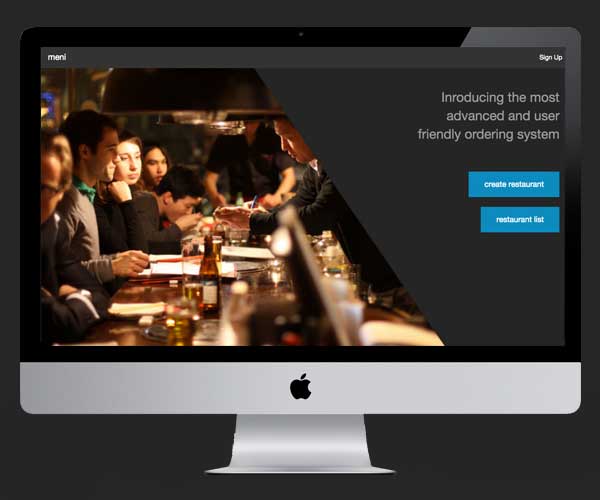 meni
Sign Up
Inroducing the most
advanced and user
friendly ordering system
create restaurant
restaurant list